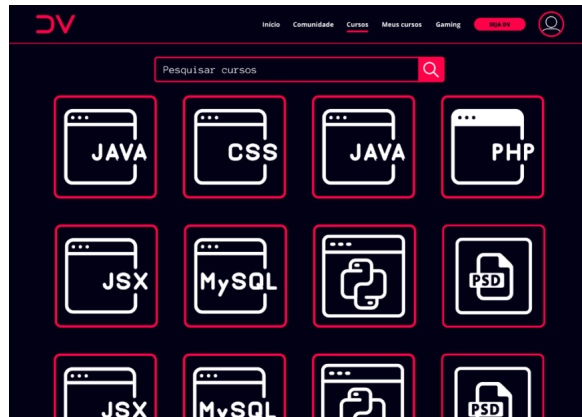 DV
Início Comunidade Cursos Meus cursos Gaming SEJA DV
Pesquisar cursos
JAVA CSS JAVA PHP
JSX MySQL PSD
JSX MySQL PSD